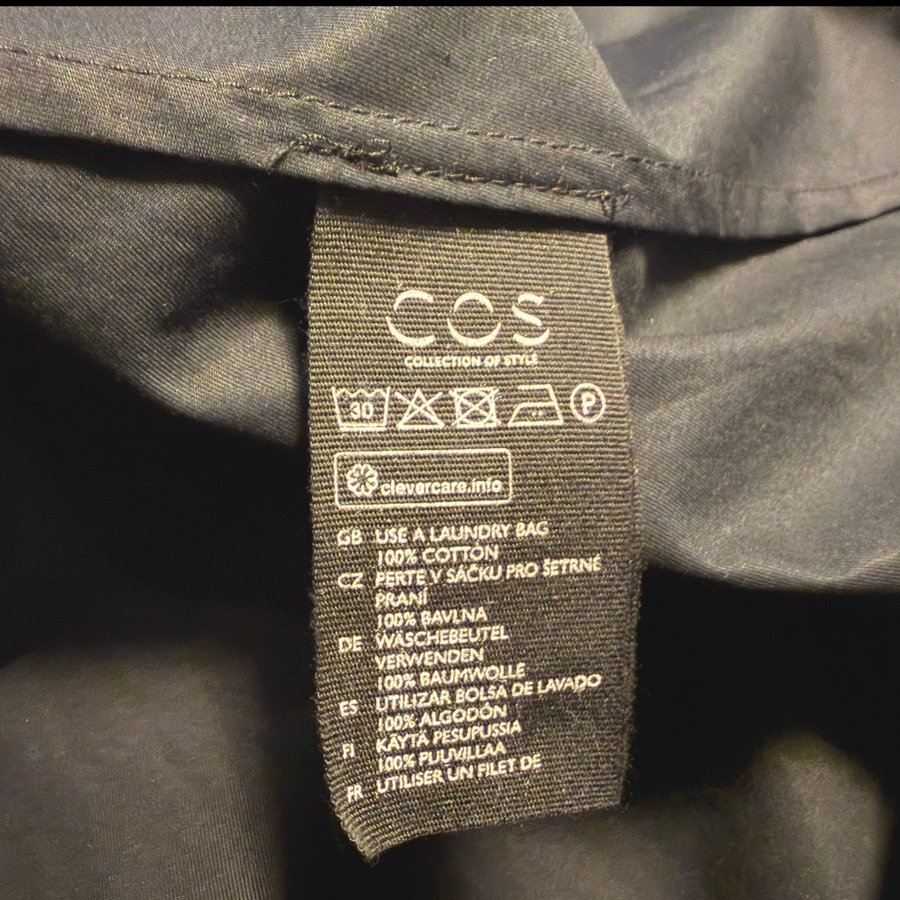 COS
COLLECTION OF STYLE
30 P
clevercare.info
GB USE A LAUNDRY BAG
100% COTTON
CZ PERTE V SÁČKU PRO ŠETRNÉ
PRANÍ
100% BAVLNA
DE WÄSCHEBEUTEL
VERWENDEN
100% BAUMWOLLE
ES UTILIZAR BOLSA DE LAVADO
100% ALGODÓN
FI KÄYTÄ PESUPUSSIA
100% PUUVILLAA
FR UTILISER UN FILET DE